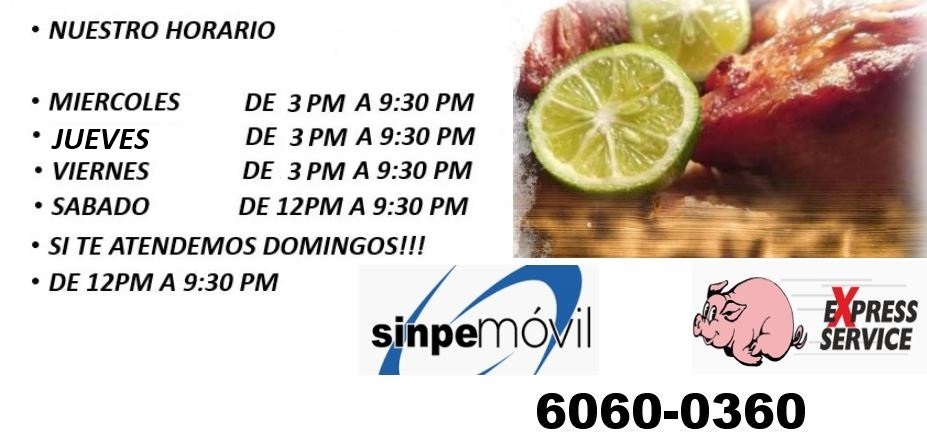 • NUESTRO HORARIO
• MIERCOLES DE 3 PM A 9:30 PM
• JUEVES DE 3 PM A 9:30 PM
• VIERNES DE 3 PM A 9:30 PM
• SABADO DE 12PM A 9:30 PM
• SI TE ATENDEMOS DOMINGOS!!!
• DE 12PM A 9:30 PM
sinpemóvil
EXPRESS
SERVICE
6060-0360